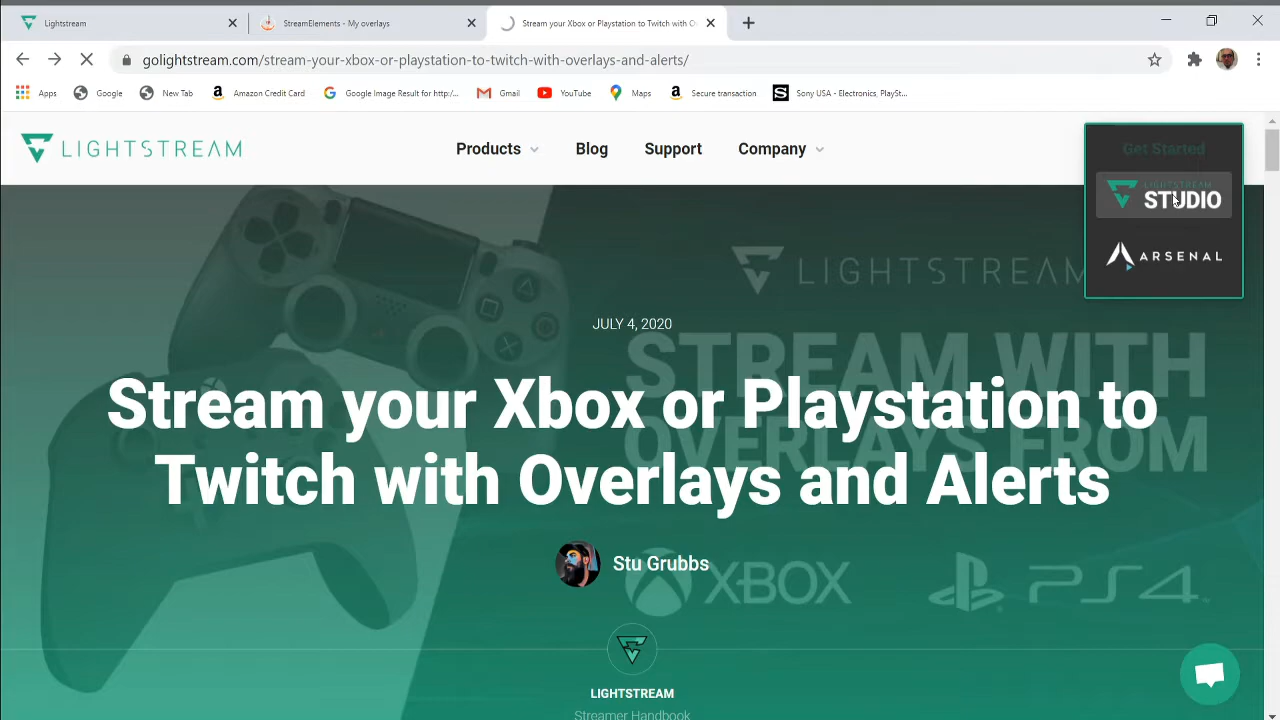 Lightstream
StreamElements - My overlays
Stream your Xbox or Playstation to Twitch with O
golightstream.com/stream-your-xbox-or-playstation-to-twitch-with-overlays-and-alerts/
Apps
Google
New Tab
Amazon Credit Card
Google Image Result for http:/...
Gmail
YouTube
Maps
Secure transaction
Sony USA - Electronics, PlaySt...
LIGHTSTREAM
Products
Blog
Support
Company
Get Started
LIGHTSTREAM
STUDIO
ARSENAL
LIGHTSTREAM
STREAM WITH
OVERLAYS FROM
JULY 4, 2020
Stream your Xbox or Playstation to
Twitch with Overlays and Alerts
Stu Grubbs
XBOX
PS4
LIGHTSTREAM
Streamer Handbook